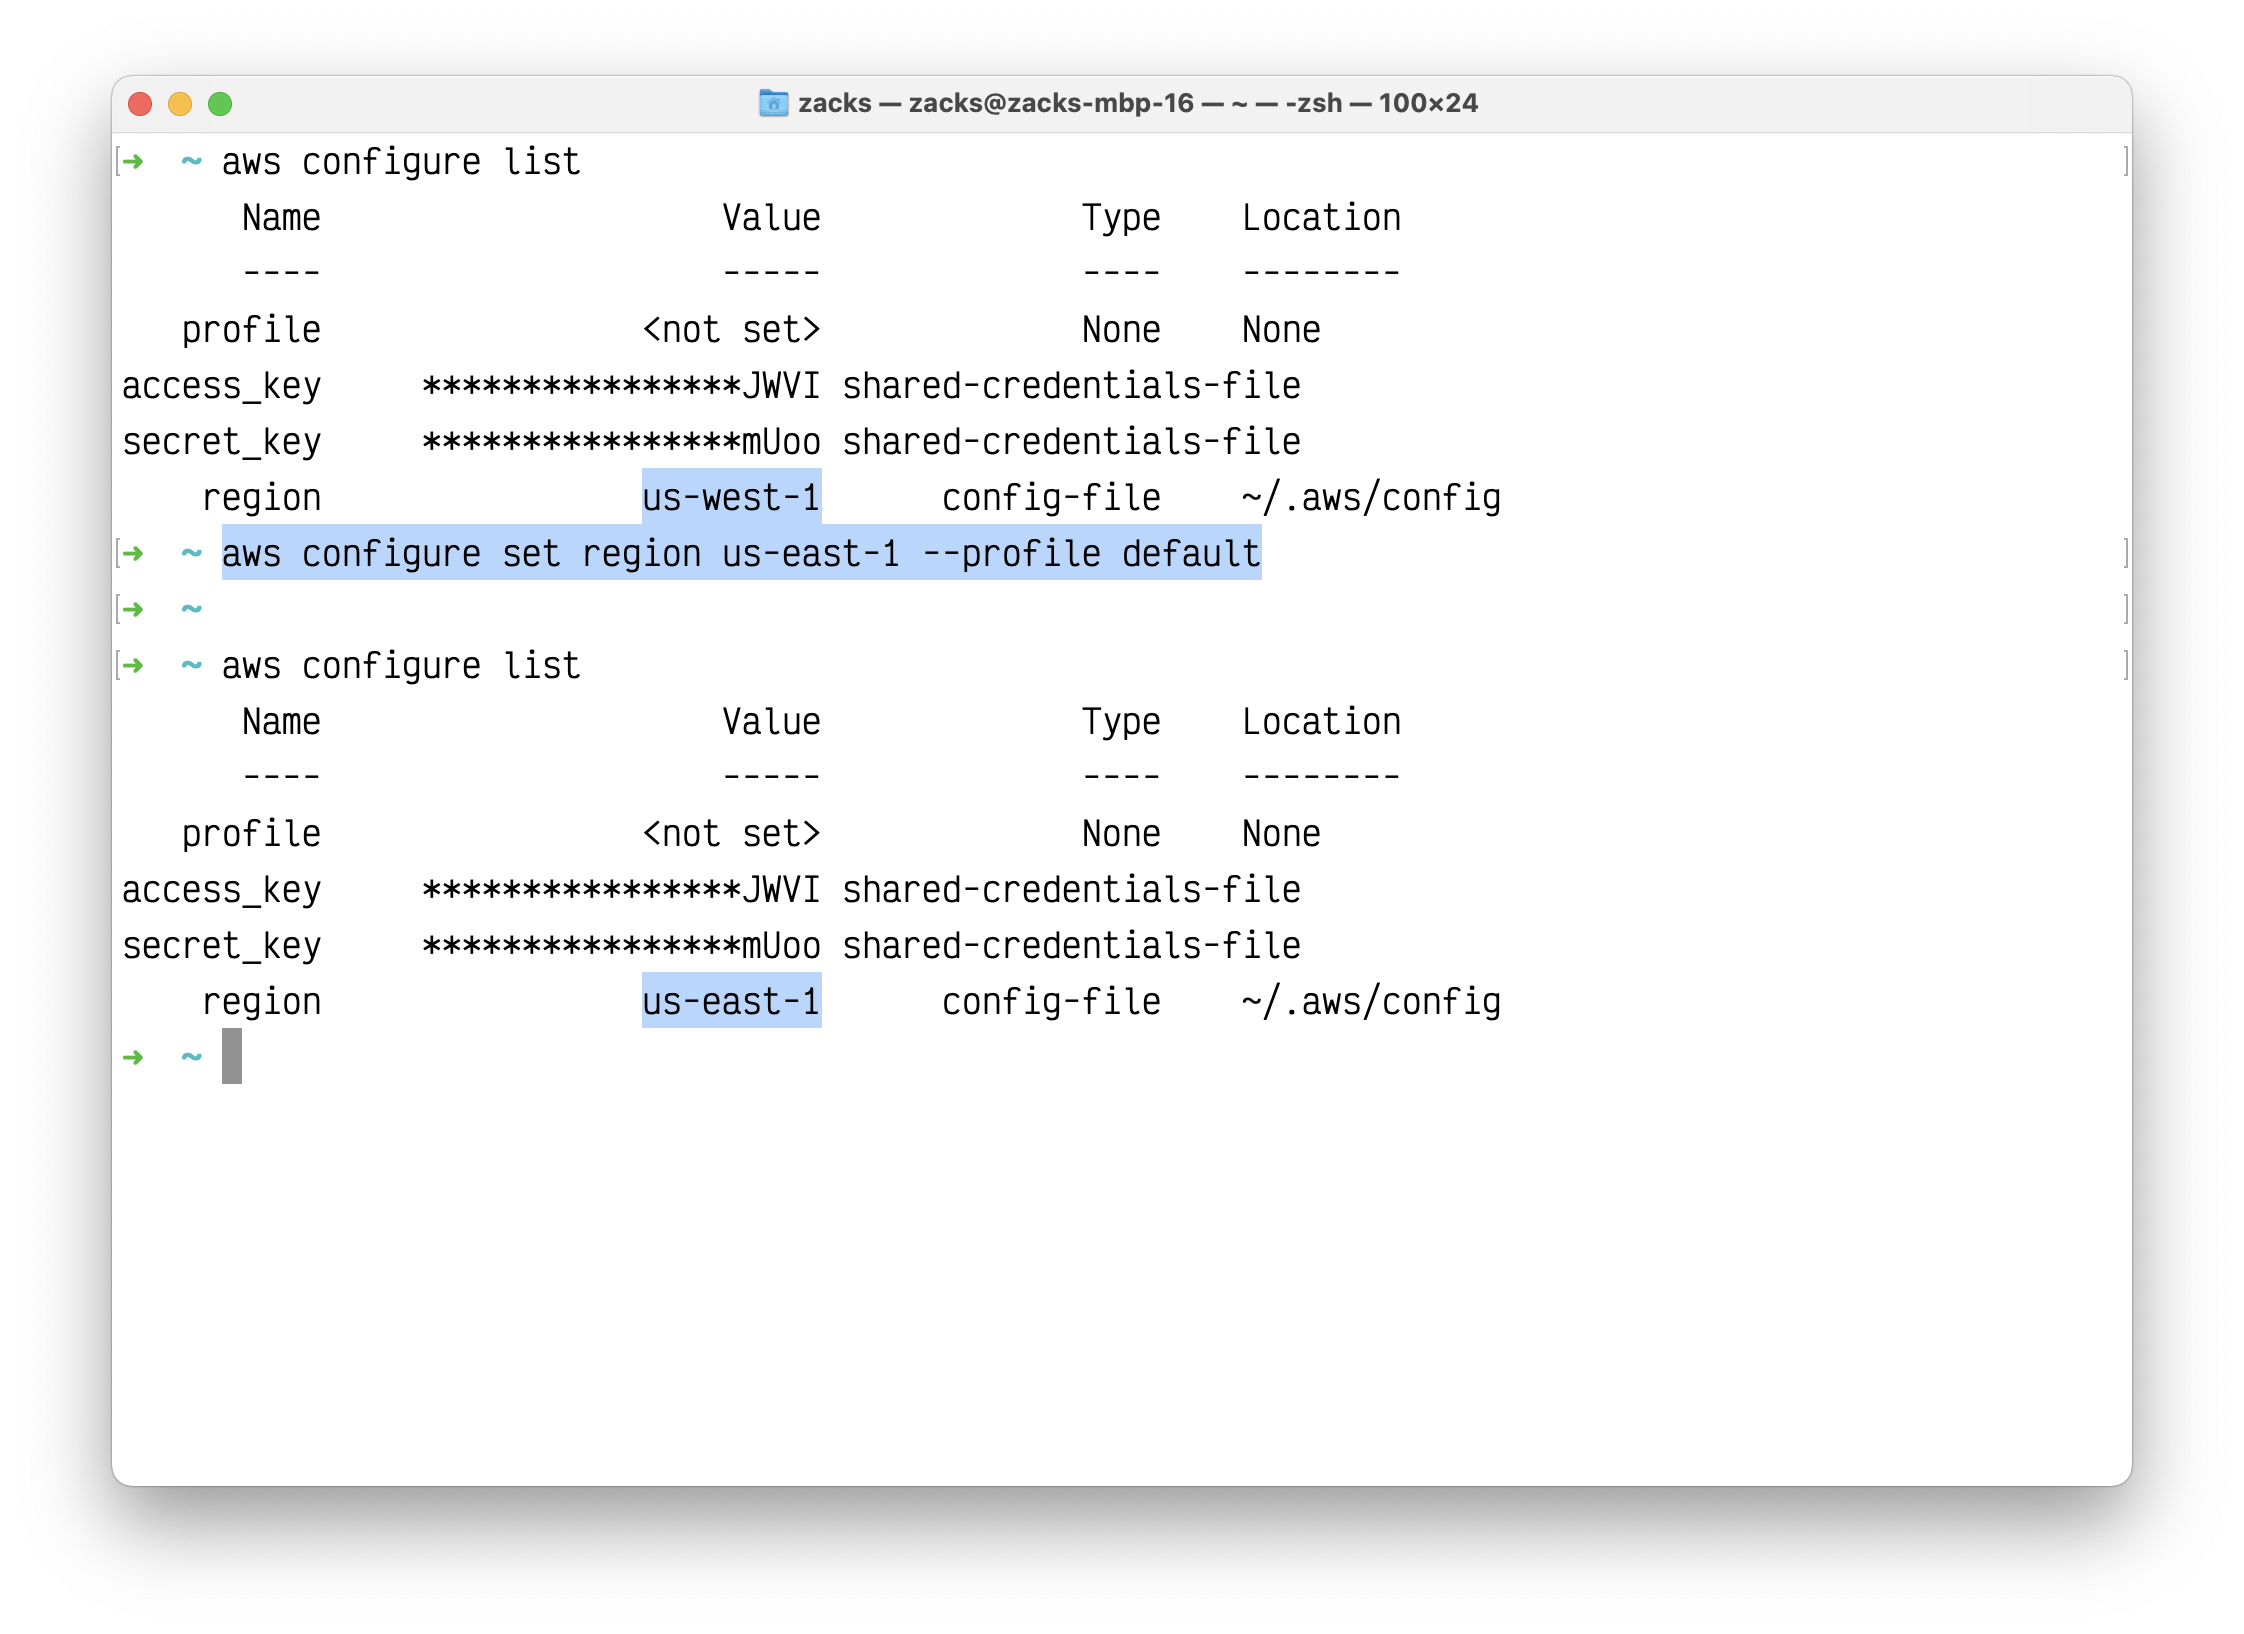 zacks — zacks@zacks-mbp-16 — ~ — -zsh — 100×24
➜  ~ aws configure list
      Name                    Value             Type    Location
      ----                    -----             ----    --------
   profile                <not set>             None    None
access_key     ****************JWVI shared-credentials-file
secret_key     ****************mUoo shared-credentials-file
    region                us-west-1      config-file    ~/.aws/config
➜  ~ aws configure set region us-east-1 --profile default
➜  ~
➜  ~ aws configure list
      Name                    Value             Type    Location
      ----                    -----             ----    --------
   profile                <not set>             None    None
access_key     ****************JWVI shared-credentials-file
secret_key     ****************mUoo shared-credentials-file
    region                us-east-1      config-file    ~/.aws/config
➜  ~